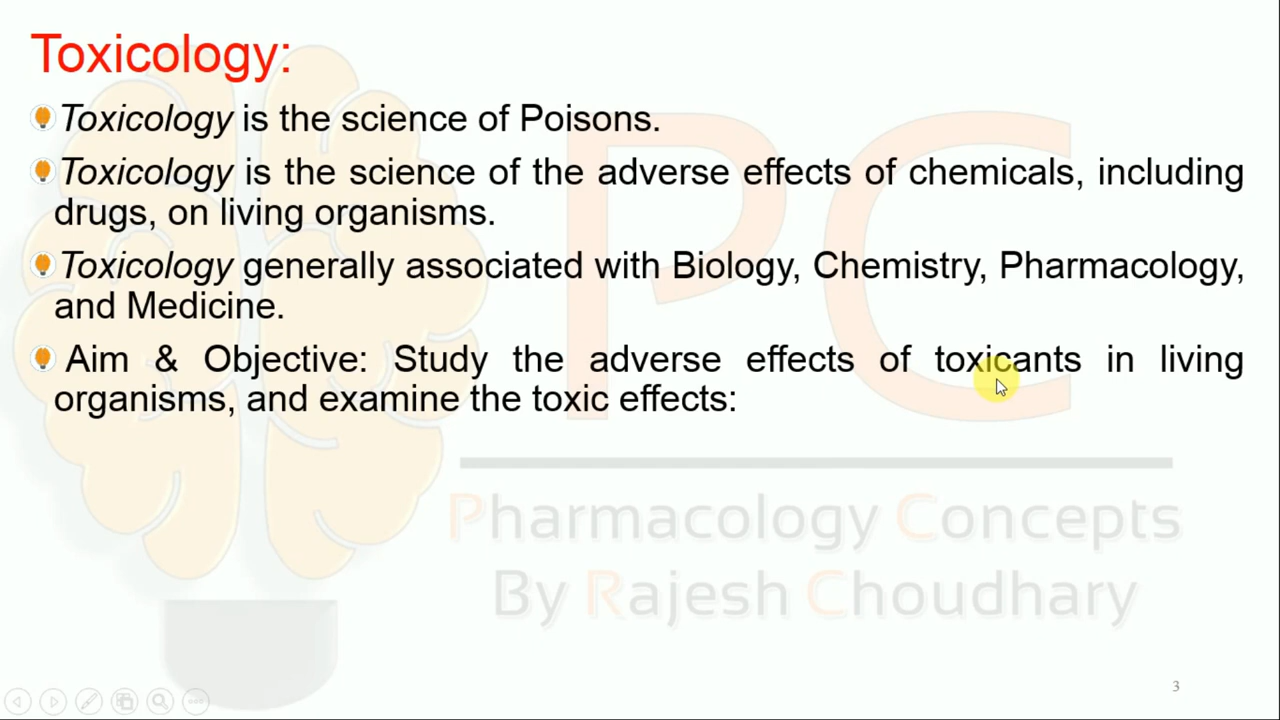 Toxicology:
Toxicology is the science of Poisons.
Toxicology is the science of the adverse effects of chemicals, including
drugs, on living organisms.
Toxicology generally associated with Biology, Chemistry, Pharmacology,
and Medicine.
Aim & Objective: Study the adverse effects of toxicants in living
organisms, and examine the toxic effects:
PC
Pharmacology Concepts
By Rajesh Choudhary
3